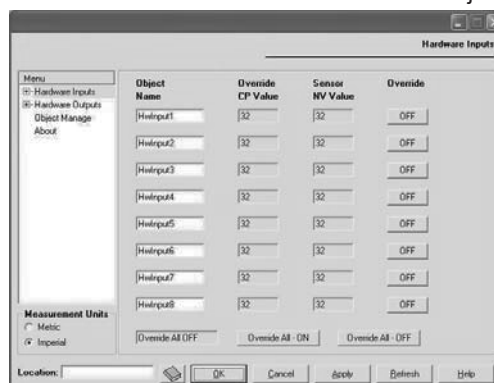 Hardware Inputs
Menu
Hardware Inputs
Hardware Outputs
Object Manage
About
Object Name
Override CP Value
Sensor NV Value
Override
HwInput1 32 32 OFF
HwInput2 32 32 OFF
HwInput3 32 32 OFF
HwInput4 32 32 OFF
HwInput5 32 32 OFF
HwInput6 32 32 OFF
HwInput7 32 32 OFF
HwInput8 32 32 OFF
Measurement Units
Metric
Imperial
Override All OFF
Override All - ON
Override All - OFF
Location:
OK
Cancel
Apply
Refresh
Help